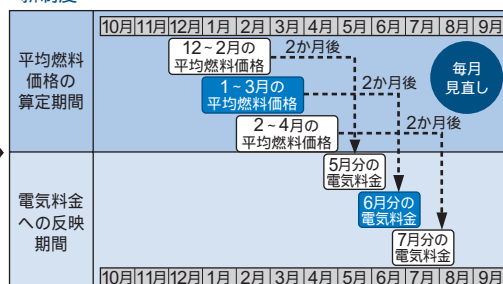 10月 11月 12月 1月 2月 3月 4月 5月 6月 7月 8月 9月
平均燃料
価格の
算定期間
12~2月の
平均燃料価格
2か月後
1~3月の
平均燃料価格
2か月後
2~4月の
平均燃料価格
2か月後
毎月
見直し
電気料金
への反映
期間
5月分の
電気料金
6月分の
電気料金
7月分の
電気料金
10月 11月 12月 1月 2月 3月 4月 5月 6月 7月 8月 9月